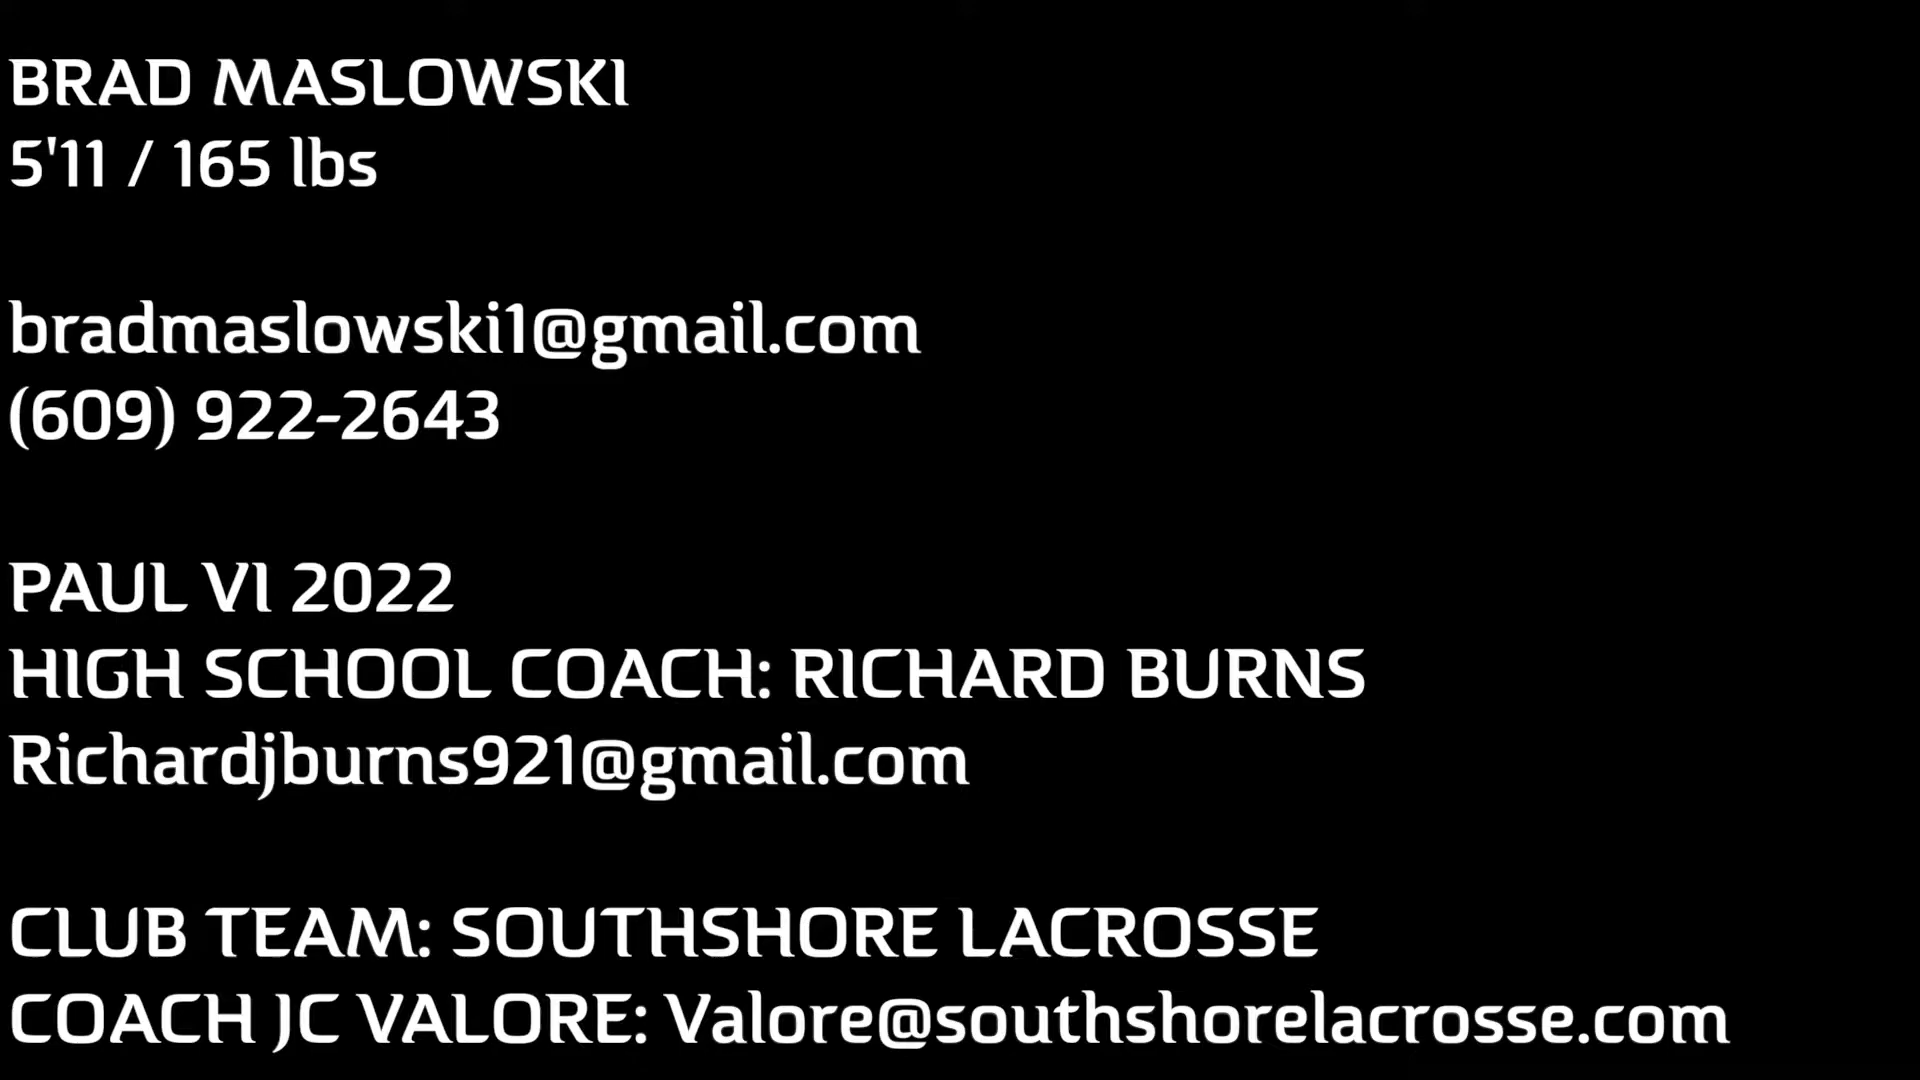 BRAD MASLOWSKI
5'11 / 165 lbs
bradmaslowski1@gmail.com
(609) 922-2643
PAUL VI 2022
HIGH SCHOOL COACH: RICHARD BURNS
Richardjburns921@gmail.com
CLUB TEAM: SOUTHSHORE LACROSSE
COACH JC VALORE: Valore@southshorelacrosse.com